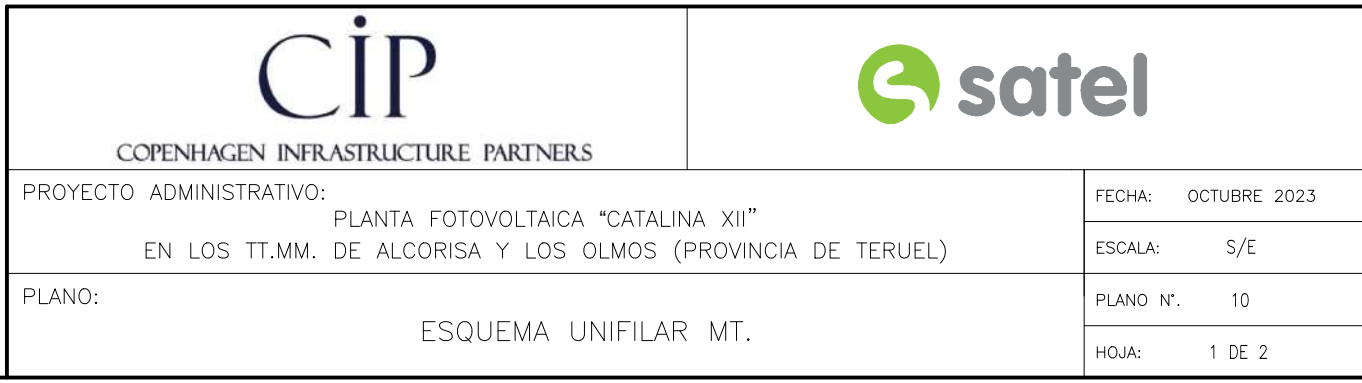 CIP
COPENHAGEN INFRASTRUCTURE PARTNERS
satel
PROYECTO ADMINISTRATIVO:
PLANTA FOTOVOLTAICA “CATALINA XII”
EN LOS TT.MM. DE ALCORISA Y LOS OLMOS (PROVINCIA DE TERUEL)
FECHA: OCTUBRE 2023
ESCALA: S/E
PLANO:
ESQUEMA UNIFILAR MT.
PLANO N°. 10
HOJA: 1 DE 2